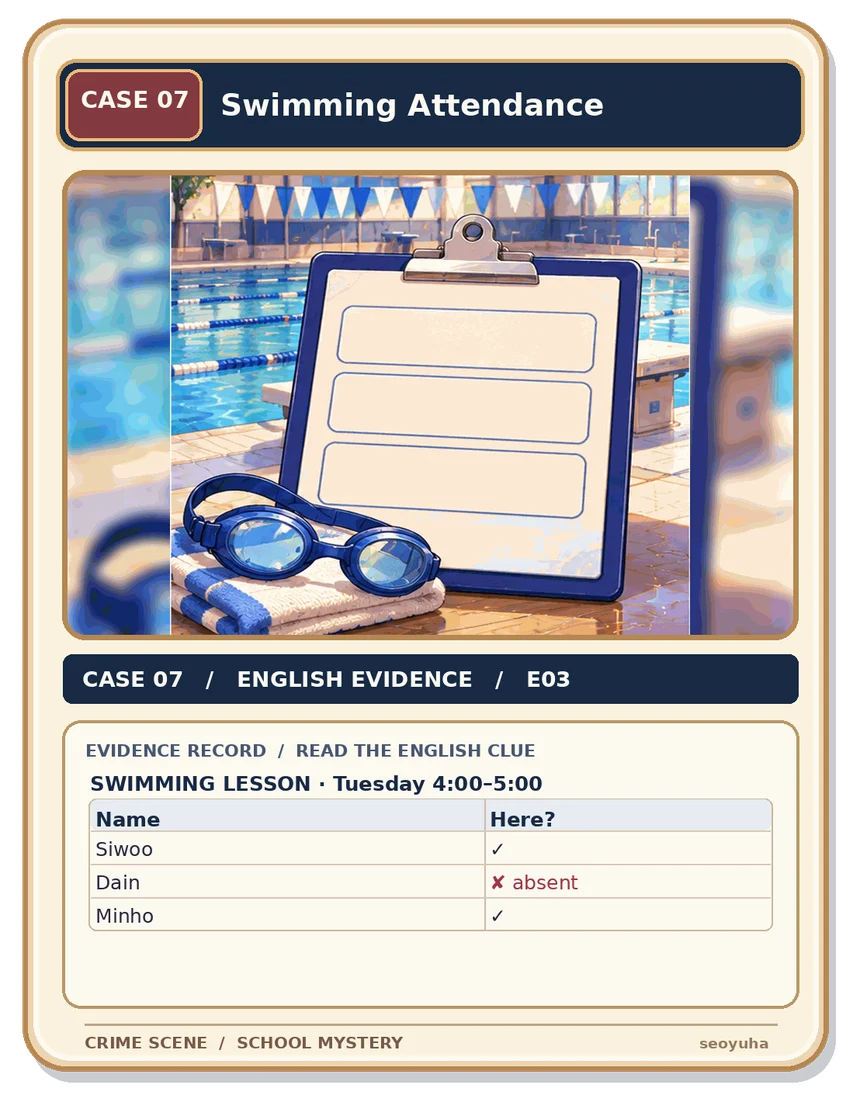 CASE 07 Swimming Attendance
CASE 07 / ENGLISH EVIDENCE / E03
EVIDENCE RECORD / READ THE ENGLISH CLUE
SWIMMING LESSON · Tuesday 4:00–5:00
Name Here?
Siwoo ✓
Dain ✘ absent
Minho ✓
CRIME SCENE / SCHOOL MYSTERY seoyuha